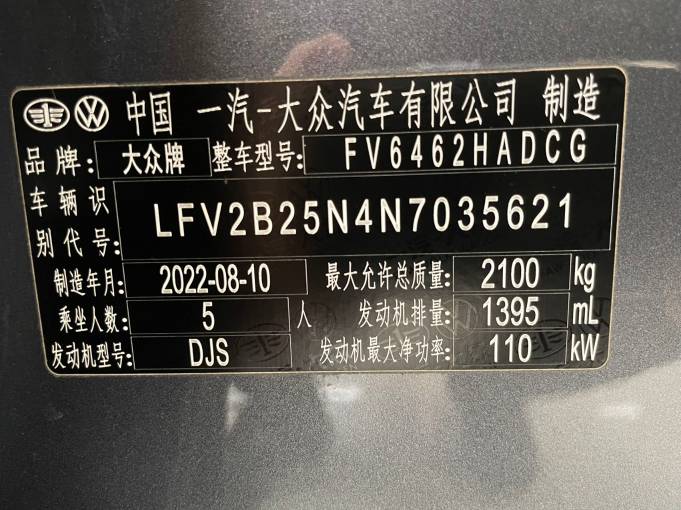 中国 一汽-大众汽车有限公司 制造
品牌: 大众牌 整车型号: FV6462HADCG
车辆识别代号: LFV2B25N4N7035621
制造年月: 2022-08-10 最大允许总质量: 2100 kg
乘坐人数: 5 人 发动机排量: 1395 mL
发动机型号: DJS 发动机最大净功率: 110 kW